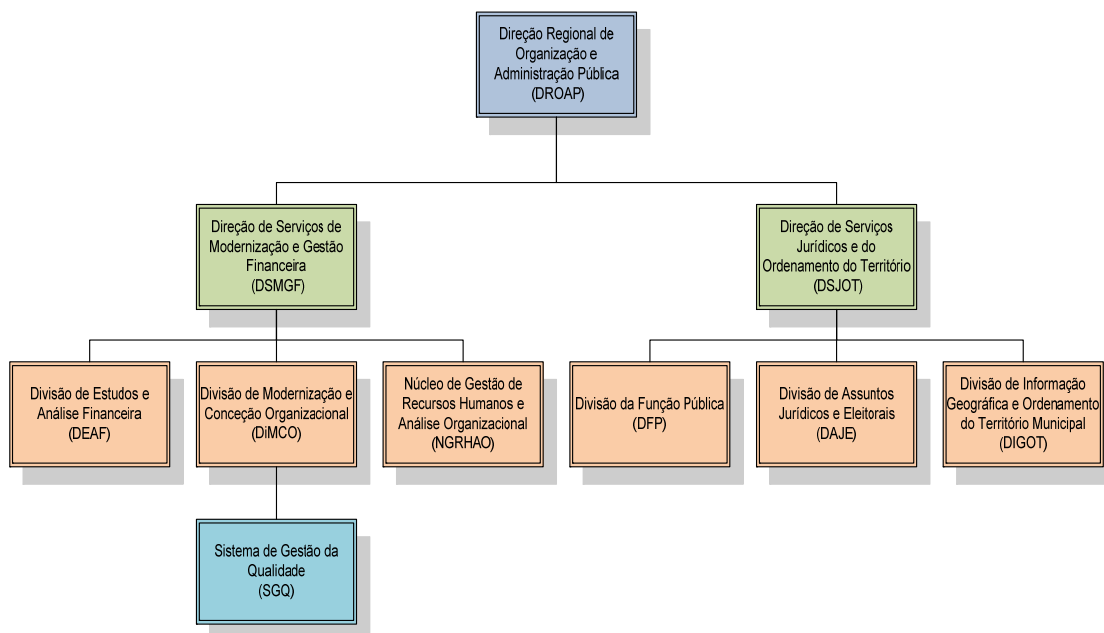 Direção Regional de
Organização e
Administração Pública
(DROAP)
Direção de Serviços de
Modernização e Gestão
Financeira
(DSMGF)
Direção de Serviços
Jurídicos e do
Ordenamento do Território
(DSJOT)
Divisão de Estudos e
Análise Financeira
(DEAF)
Divisão de Modernização e
Conceção Organizacional
(DiMCO)
Núcleo de Gestão de
Recursos Humanos e
Análise Organizacional
(NGRHAO)
Divisão da Função Pública
(DFP)
Divisão de Assuntos
Jurídicos e Eleitorais
(DAJE)
Divisão de Informação
Geográfica e Ordenamento
do Território Municipal
(DIGOT)
Sistema de Gestão da
Qualidade
(SGQ)